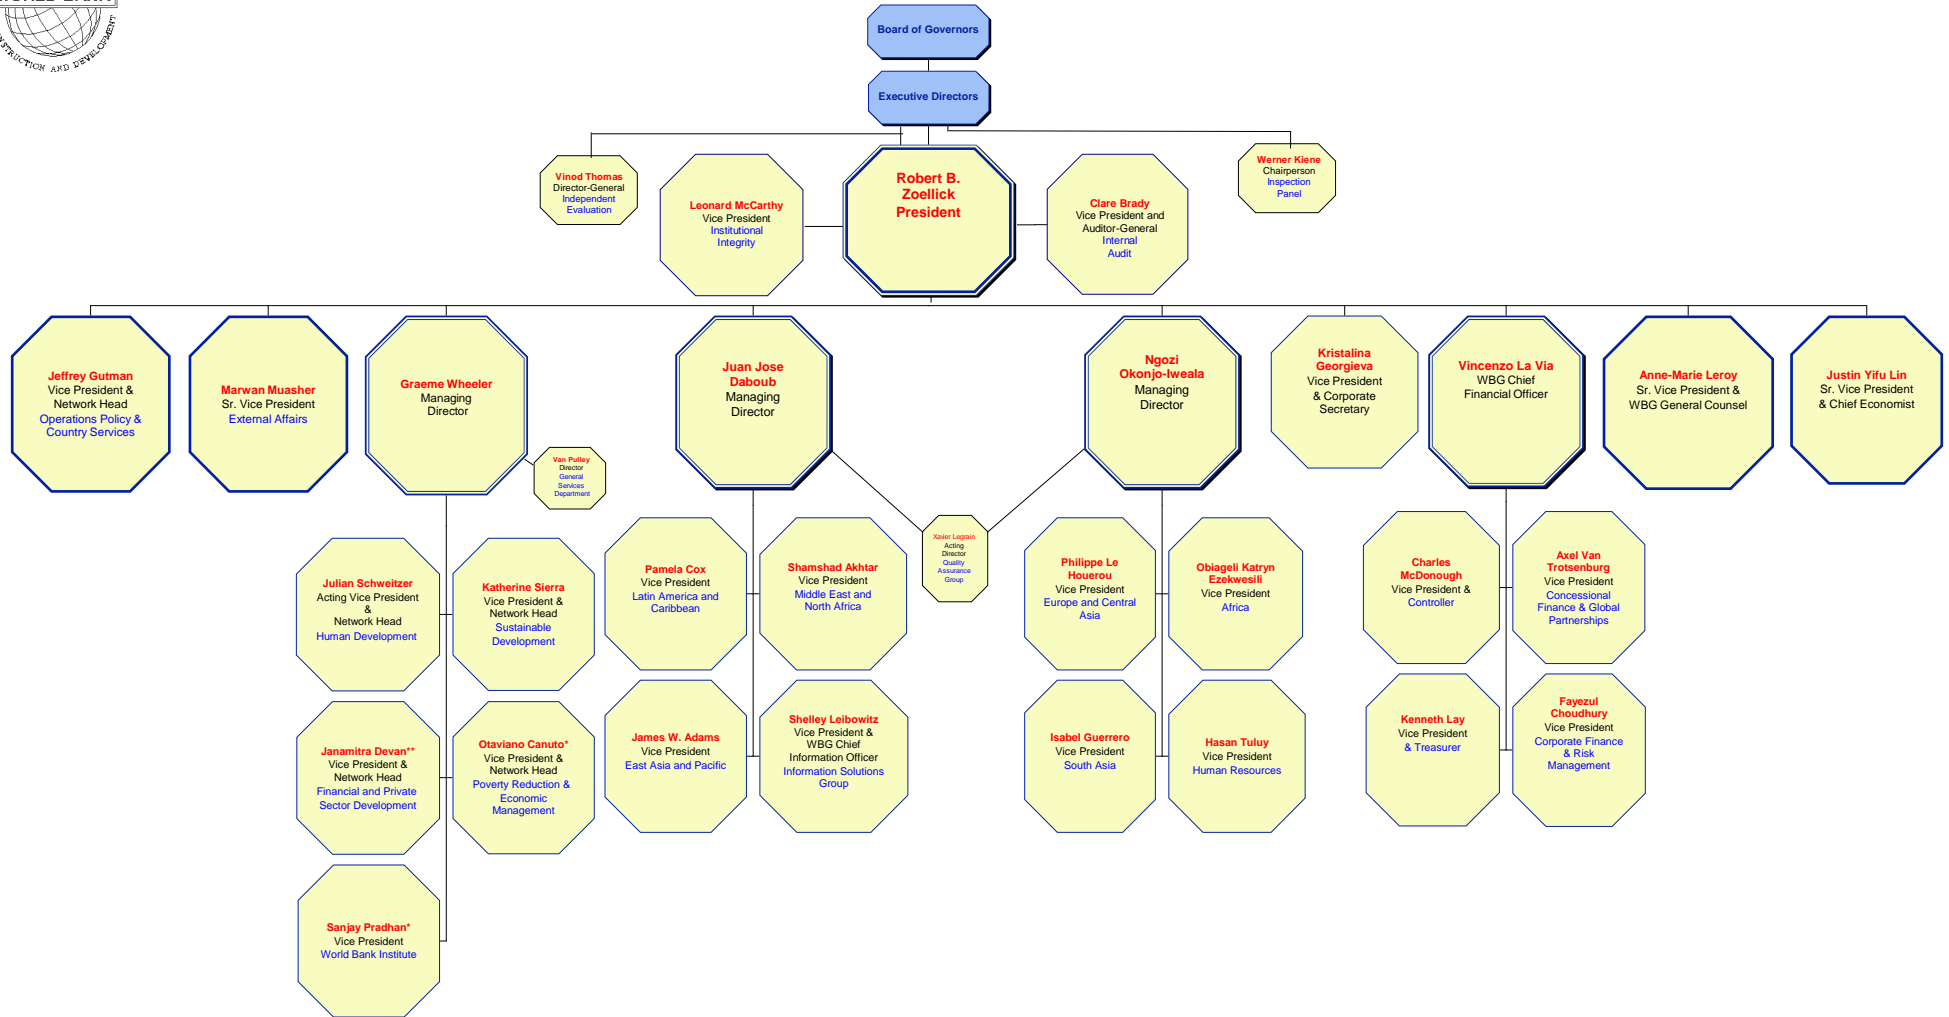 CONSTRUCTION AND DEVELOPMENT
Board of Governors
Executive Directors
Vinod Thomas
Director-General
Independent
Evaluation
Leonard McCarthy
Vice President
Institutional
Integrity
Robert B.
Zoellick
President
Clare Brady
Vice President and
Auditor-General
Internal
Audit
Werner Kiene
Chairperson
Inspection
Panel
Jeffrey Gutman
Vice President &
Network Head
Operations Policy &
Country Services
Marwan Muasher
Sr. Vice President
External Affairs
Graeme Wheeler
Managing
Director
Van Pulley
Director
General
Services
Department
Juan Jose
Daboub
Managing
Director
Ngozi
Okonjo-Iweala
Managing
Director
Kristalina
Georgieva
Vice President
& Corporate
Secretary
Vincenzo La Via
WBG Chief
Financial Officer
Anne-Marie Leroy
Sr. Vice President &
WBG General Counsel
Justin Yifu Lin
Sr. Vice President
& Chief Economist
Xavier Legrain
Acting
Director
Quality
Assurance
Group
Julian Schweitzer
Acting Vice President
&
Network Head
Human Development
Katherine Sierra
Vice President &
Network Head
Sustainable
Development
Pamela Cox
Vice President
Latin America and
Caribbean
Shamshad Akhtar
Vice President
Middle East and
North Africa
Philippe Le
Houerou
Vice President
Europe and Central
Asia
Obiageli Katryn
Ezekwesili
Vice President
Africa
Charles
McDonough
Vice President &
Controller
Axel Van
Trotsenburg
Vice President
Concessional
Finance & Global
Partnerships
Janamitra Devan**
Vice President &
Network Head
Financial and Private
Sector Development
Otaviano Canuto*
Vice President &
Network Head
Poverty Reduction &
Economic
Management
James W. Adams
Vice President
East Asia and Pacific
Shelley Leibowitz
Vice President &
WBG Chief
Information Officer
Information Solutions
Group
Isabel Guerrero
Vice President
South Asia
Hasan Tuluy
Vice President
Human Resources
Kenneth Lay
Vice President
& Treasurer
Fayezul
Choudhury
Vice President
Corporate Finance
& Risk
Management
Sanjay Pradhan*
Vice President
World Bank Institute